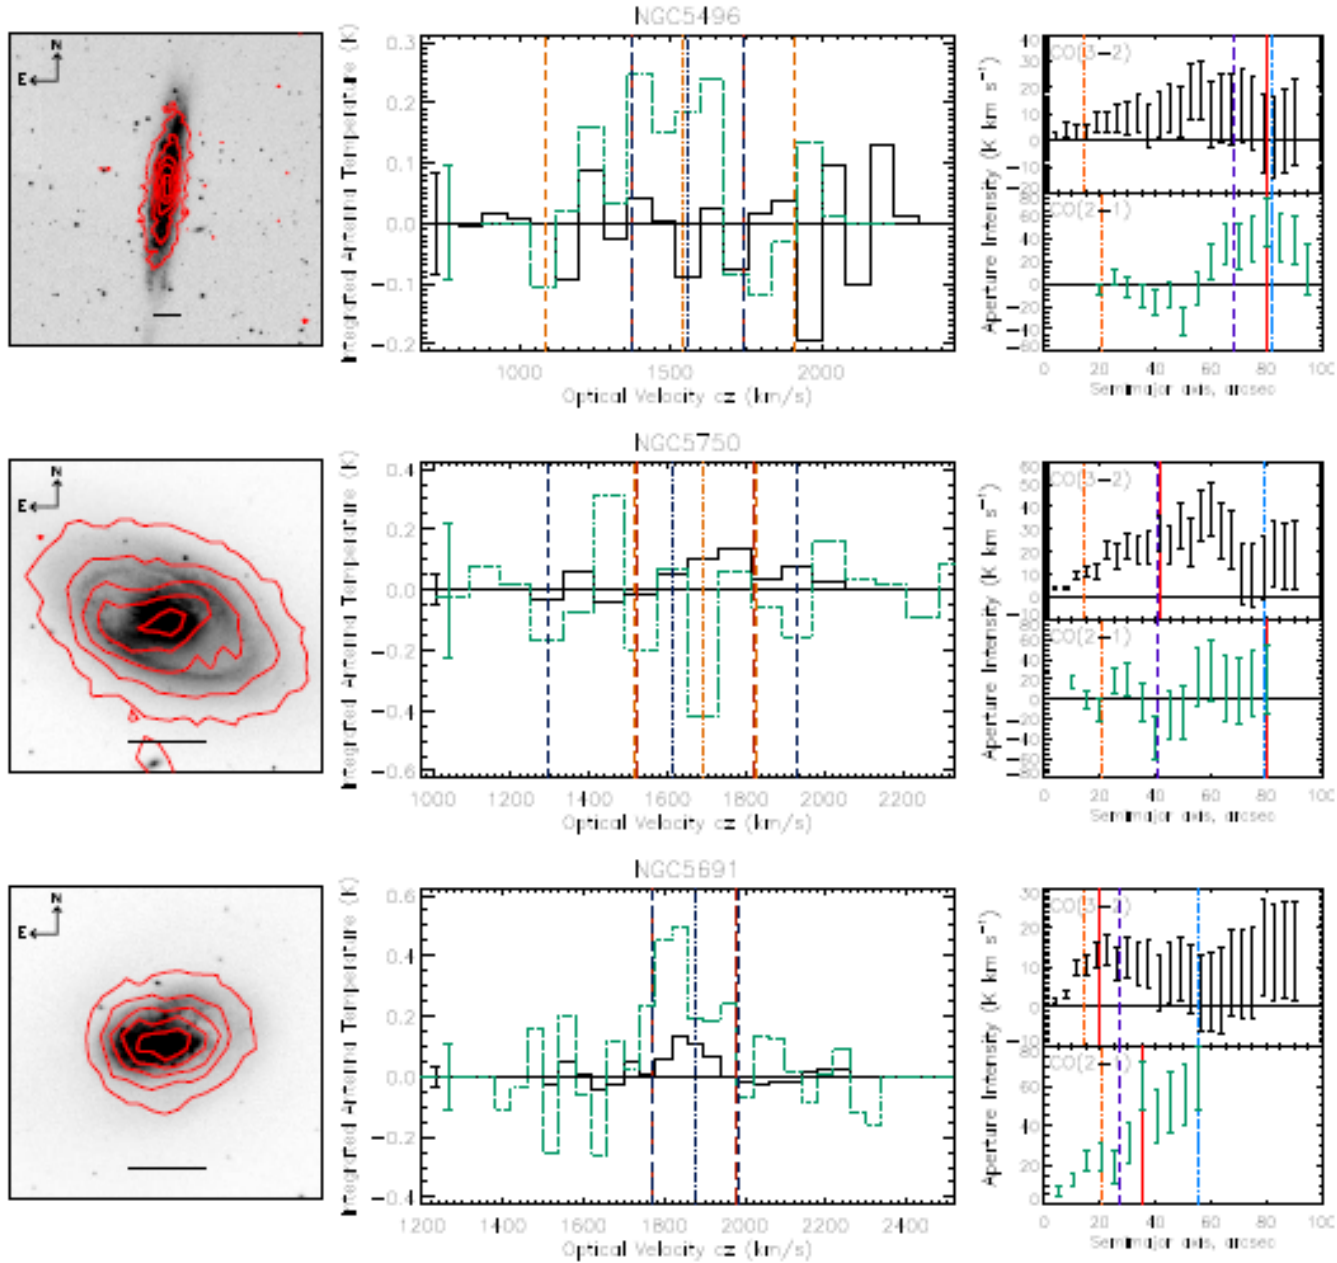 NGC5496
N
E
Integrated Antenna Temperature (K)
0.3
0.2
0.1
0.0
−0.1
−0.2
1000 1500 2000
Optical Velocity cz (km/s)
Aperture Intensity (K km s⁻¹)
CO(3−2)
40
30
20
10
0
−10
−20
CO(2−1)
80
60
40
20
0
−20
−40
−60
0 20 40 60 80 100
Semimajor axis, arcsec
NGC5750
N
E
Integrated Antenna Temperature (K)
0.4
0.2
0.0
−0.2
−0.4
−0.6
1000 1200 1400 1600 1800 2000 2200
Optical Velocity cz (km/s)
Aperture Intensity (K km s⁻¹)
CO(3−2)
60
50
40
30
20
10
0
−10
CO(2−1)
80
60
40
20
0
−20
−40
−60
−80
0 20 40 60 80 100
Semimajor axis, arcsec
NGC5691
N
E
Integrated Antenna Temperature (K)
0.6
0.4
0.2
0.0
−0.2
−0.4
1200 1400 1600 1800 2000 2200 2400
Optical Velocity cz (km/s)
Aperture Intensity (K km s⁻¹)
CO(3−2)
30
20
10
0
−10
CO(2−1)
80
60
40
20
0
0 20 40 60 80 100
Semimajor axis, arcsec